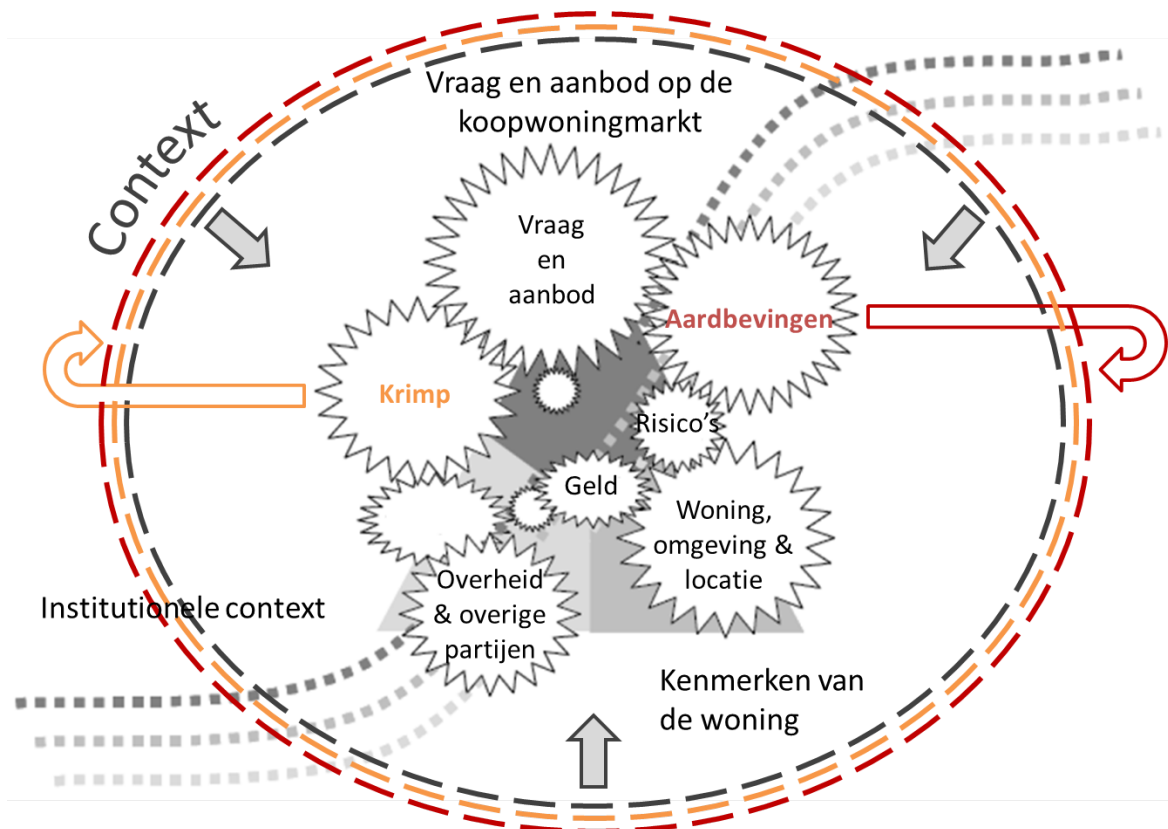 Vraag en aanbod op de
koopwoningmarkt
Context
Vraag
en
aanbod
Aardbevingen
Krimp
Risico's
Geld
Woning,
omgeving &
locatie
Overheid
& overige
partijen
Institutionele context
Kenmerken van
de woning